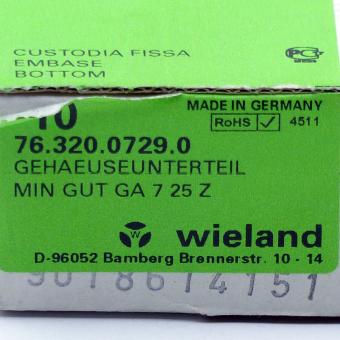 CUSTODIA FISSA
EMBASE
BOTTOM
10
MADE IN GERMANY
RoHS 4511
76.320.0729.0
GEHAEUSEUNTERTEIL
MIN GUT GA 7 25 Z
wieland
D-96052 Bamberg Brennerstr. 10 - 14
9018614151